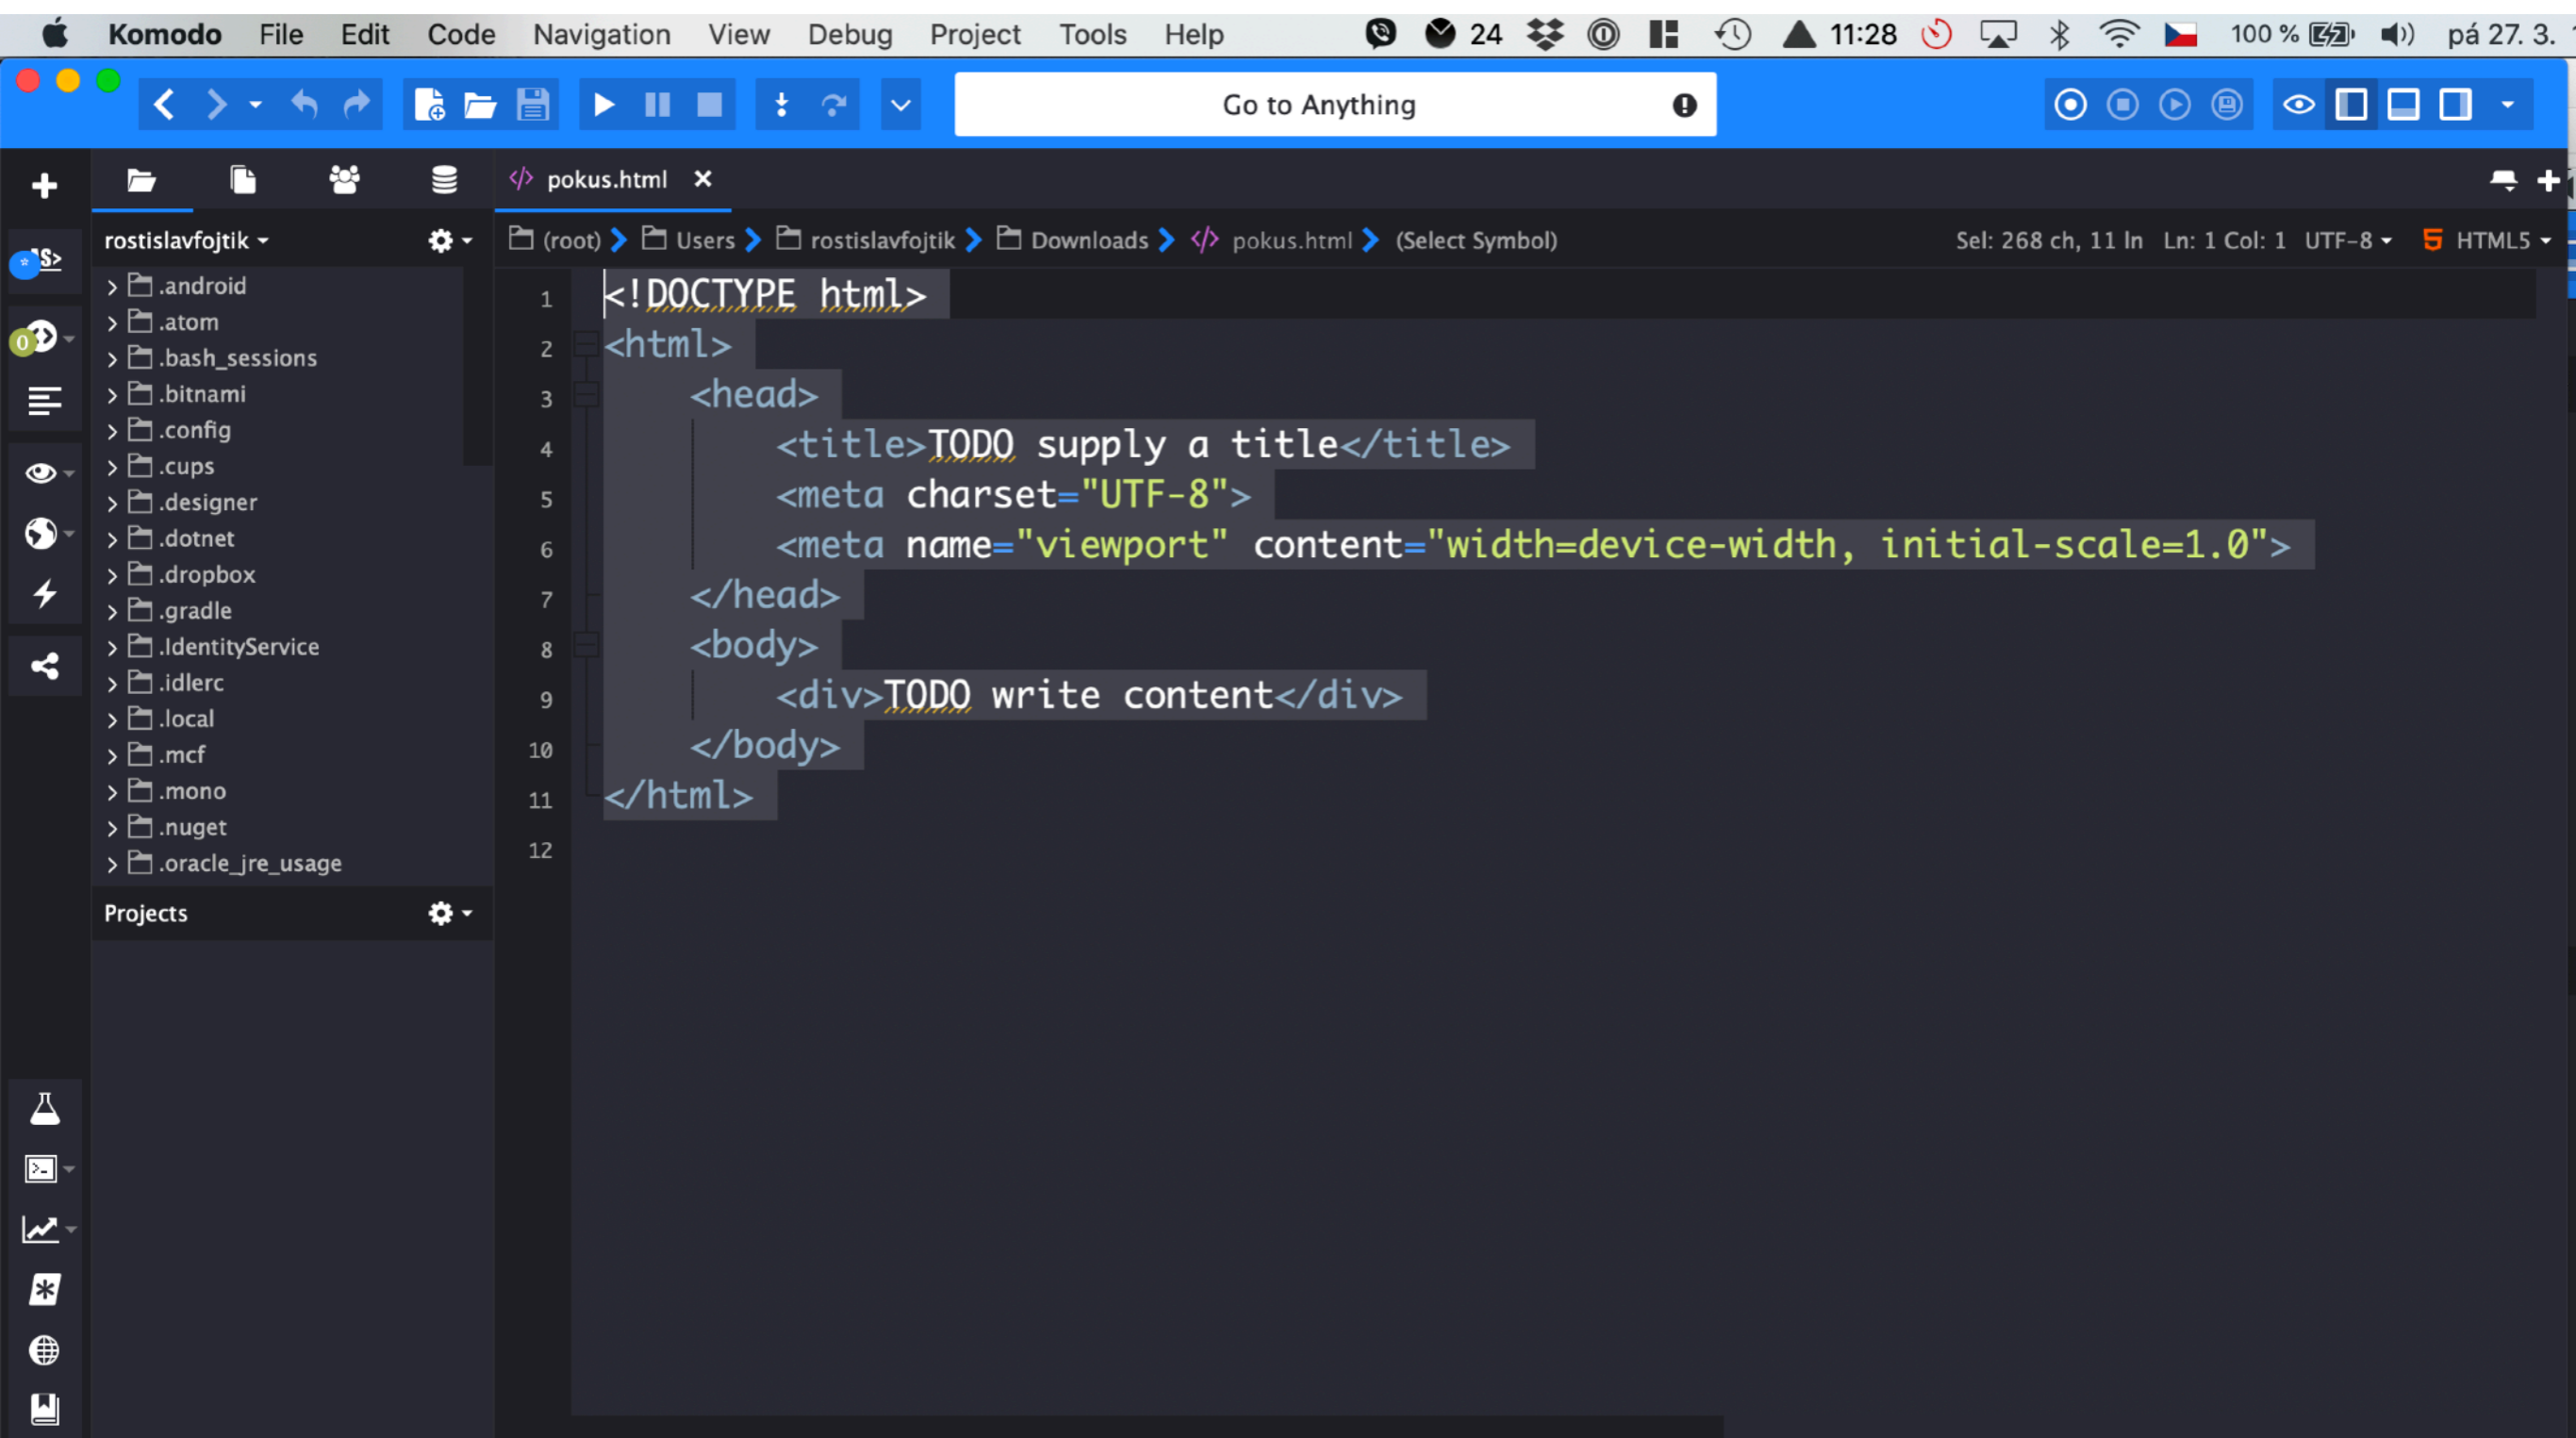 Komodo File Edit Code Navigation View Debug Project Tools Help 24 11:28 100 % pá 27. 3.
Go to Anything
pokus.html
rostislavfojtik
(root) Users rostislavfojtik Downloads pokus.html (Select Symbol) Sel: 268 ch, 11 ln Ln: 1 Col: 1 UTF-8 HTML5
.android
.atom
.bash_sessions
.bitnami
.config
.cups
.designer
.dotnet
.dropbox
.gradle
.IdentityService
.idlerc
.local
.mcf
.mono
.nuget
.oracle_jre_usage
Projects
0
1 <!DOCTYPE html>
2 <html>
3 <head>
4 <title>TODO supply a title</title>
5 <meta charset="UTF-8">
6 <meta name="viewport" content="width=device-width, initial-scale=1.0">
7 </head>
8 <body>
9 <div>TODO write content</div>
10 </body>
11 </html>
12